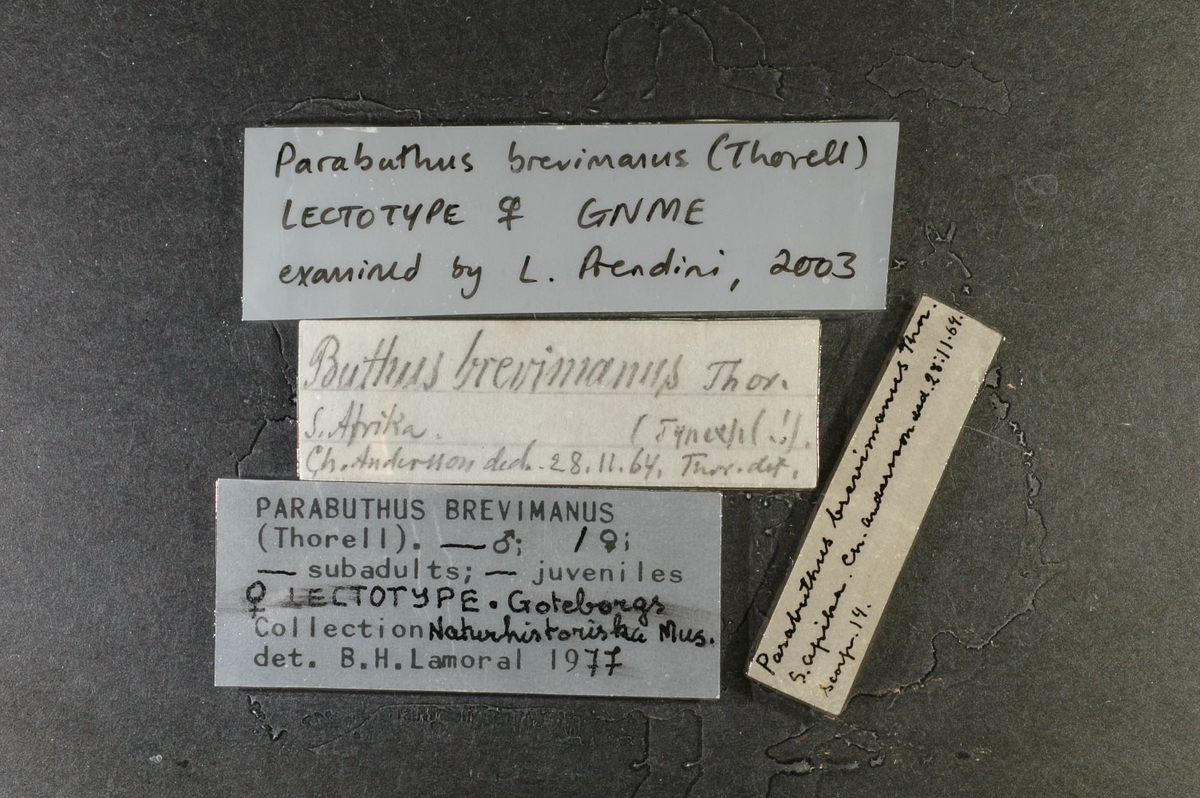 Parabuthus brevimanus (Thorell)
LECTOTYPE ♀ GNME
examined by L. Prendini, 2003
Buthus brevimanus Thor.
S. Afrika.
Ch. Andersson ded. 28.11.64. Thor. det.
PARABUTHUS BREVIMANUS
(Thorell). — ♂; / ♀;
— subadults; — juveniles
♀ LECTOTYPE. Goteborgs
Collection Naturhistoriska Mus.
det. B.H.Lamoral 1977
Parabuthus brevimanus Thor.
S. Afrika. Ch. Andersson ded. 28.11.64.
Scorp. 14.